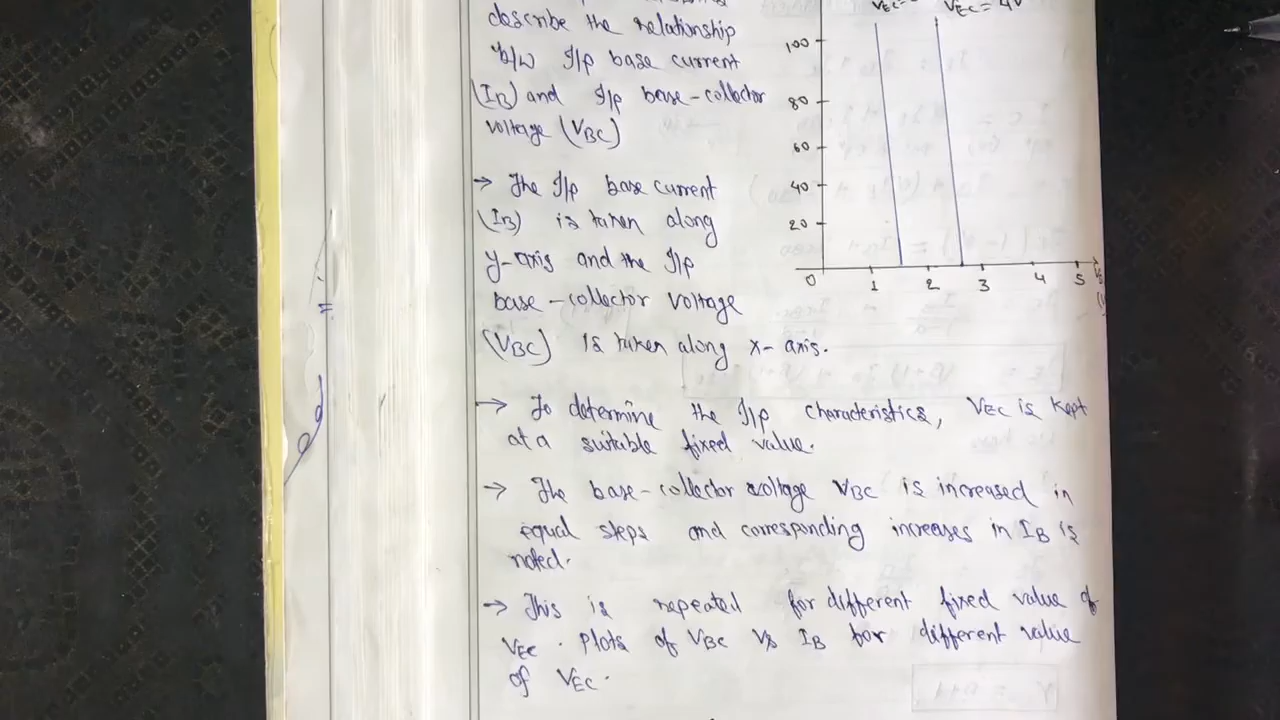 describe the relationship
b/w I/p base current
(IB) and I/p base-collector
voltage (VBC)
→ The I/p base current
(IB) is taken along
y-axis and the I/p
base-collector voltage
(VBC) is taken along x-axis.
→ To determine the I/p characteristics, VEC is kept
at a suitable fixed value.
→ The base-collector voltage VBC is increased in
equal steps and corresponding increases in IB is
noted.
→ This is repeated for different fixed value of
VEC. Plots of VBC Vs IB for different value
of VEC.
VEC= VEC=4V
100
80
60
40
20
0 1 2 3 4 5